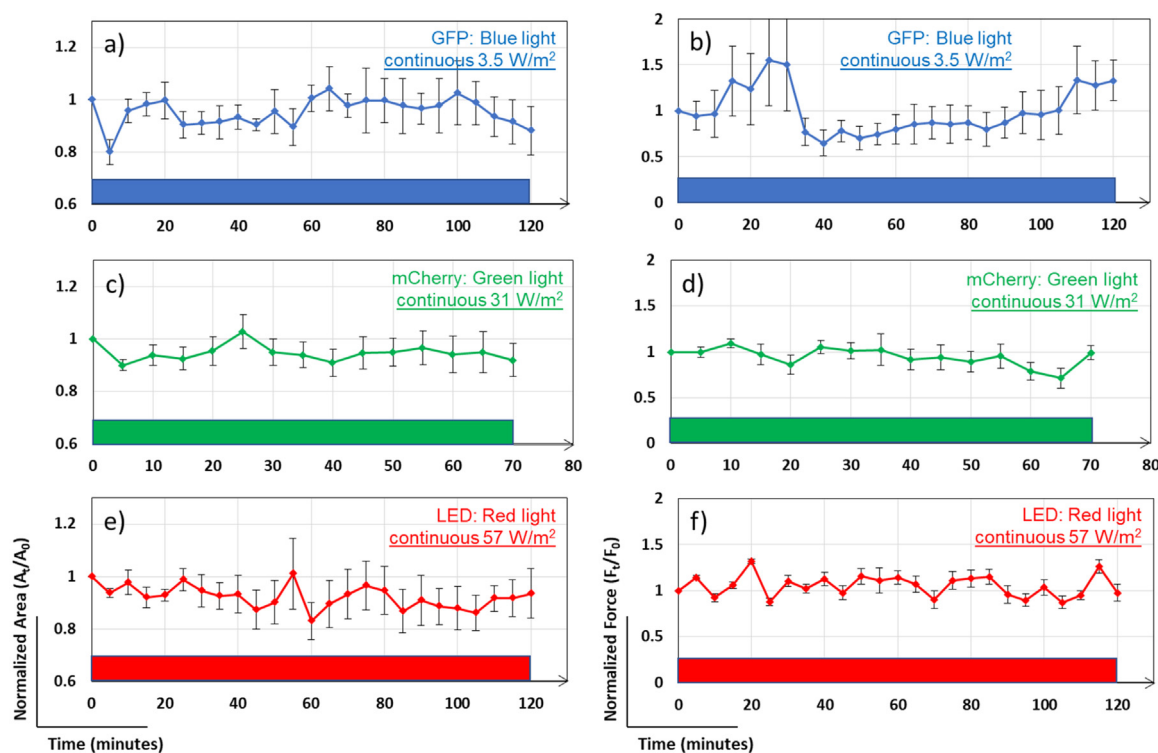 a)
GFP: Blue light
continuous 3.5 W/m²
1.2
1
0.8
0.6
0 20 40 60 80 100 120
b)
GFP: Blue light
continuous 3.5 W/m²
2
1.5
1
0.5
0
0 20 40 60 80 100 120
c)
mCherry: Green light
continuous 31 W/m²
1.2
1
0.8
0.6
0 10 20 30 40 50 60 70 80
d)
mCherry: Green light
continuous 31 W/m²
2
1.5
1
0.5
0
0 10 20 30 40 50 60 70 80
e)
LED: Red light
continuous 57 W/m²
1.2
1
0.8
0.6
0 20 40 60 80 100 120
Normalized Area (Aₜ/A₀)
Time (minutes)
f)
LED: Red light
continuous 57 W/m²
2
1.5
1
0.5
0
0 20 40 60 80 100 120
Normalized Force (Fₜ/F₀)
Time (minutes)